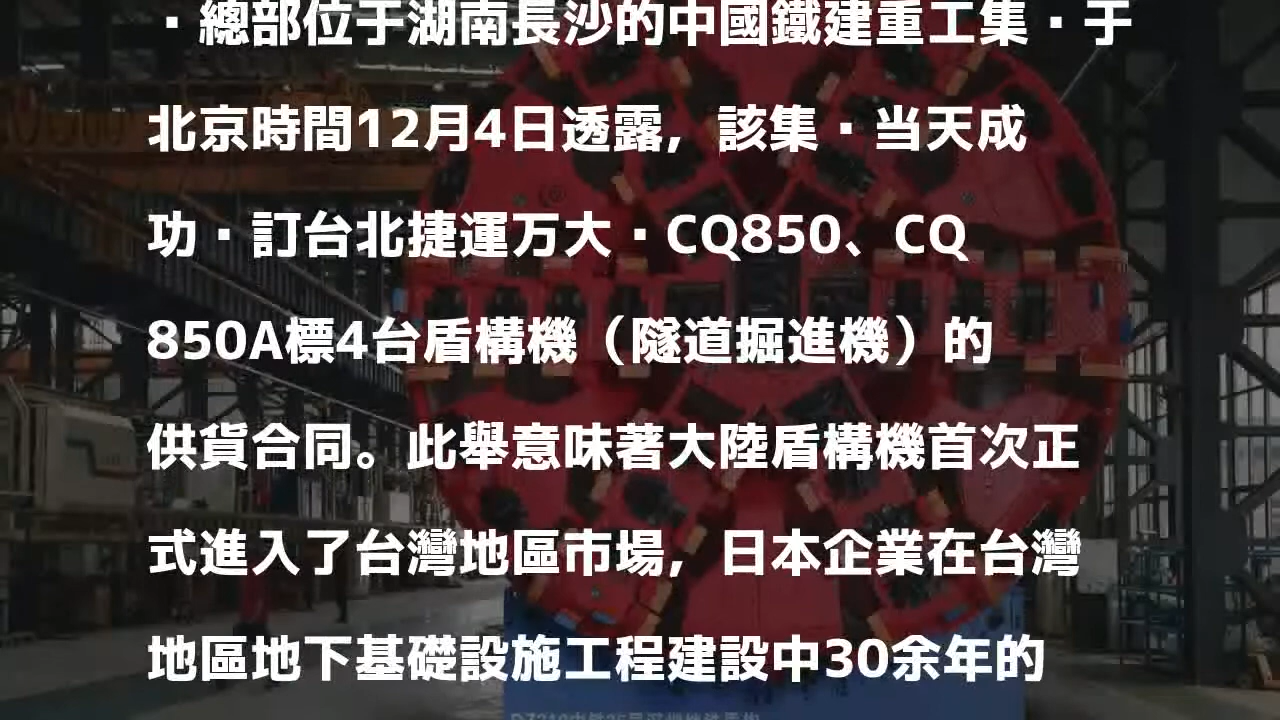 ·總部位于湖南長沙的中國鐵建重工集·于
北京時間12月4日透露，該集·当天成
功·訂台北捷運万大·CQ850、CQ
850A標4台盾構機（隧道掘進機）的
供貨合同。此舉意味著大陸盾構機首次正
式進入了台灣地區市場，日本企業在台灣
地區地下基礎設施工程建設中30余年的